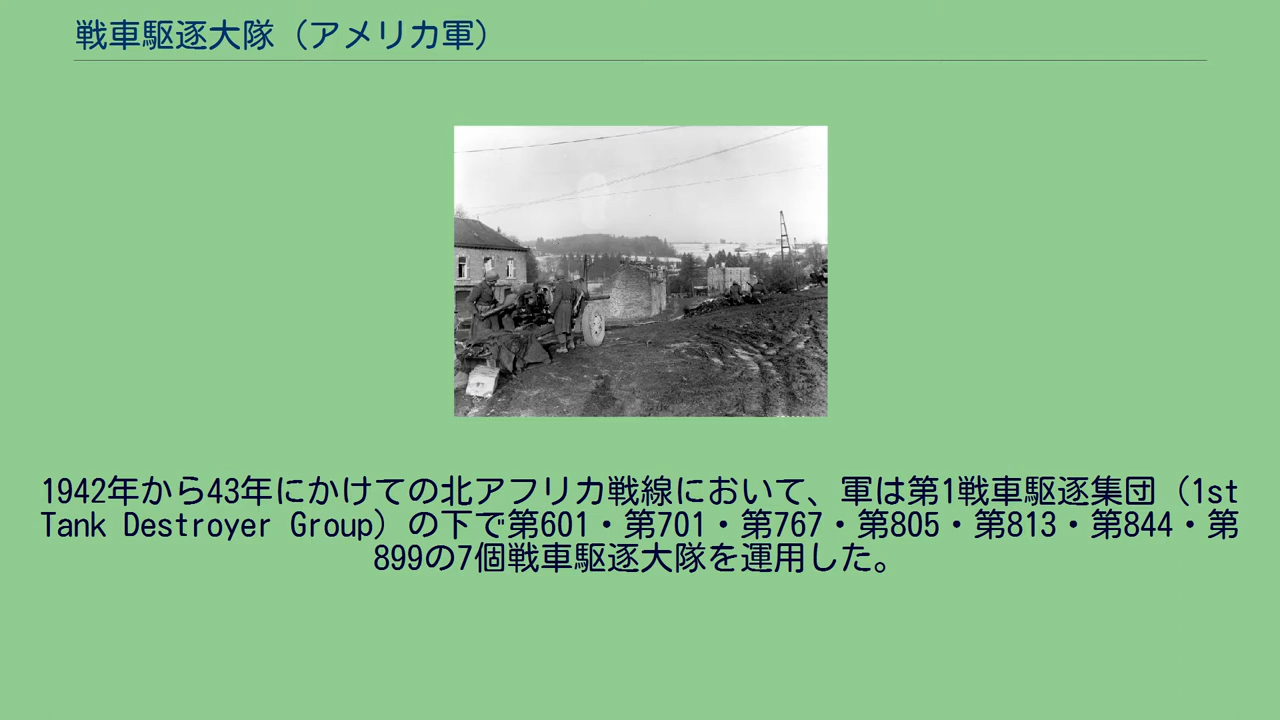 戦車駆逐大隊（アメリカ軍）
1942年から43年にかけての北アフリカ戦線において、軍は第1戦車駆逐集団（1st
Tank Destroyer Group）の下で第601・第701・第767・第805・第813・第844・第
899の7個戦車駆逐大隊を運用した。